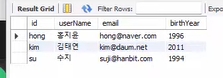 Result Grid Filter Rows:
id userName email birthYear
hong 홍지윤 hong@naver.com 1996
kim 김태연 kim@daum.net 2011
su 수지 suji@hanbit.com 1994